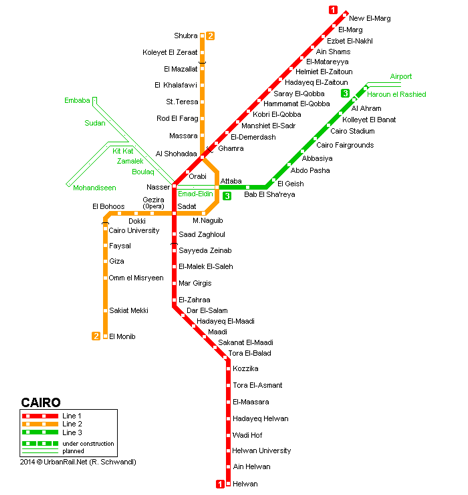 1
New El-Marg
El-Marg
Ezbet El-Nakhl
Ain Shams
El-Matareyya
Helmiet El-Zaitoun
Hadayeq El-Zaitoun
Saray El-Qobba
Hammamat El-Qobba
Kobri El-Qobba
Manshiet El-Sadr
El-Demerdash
Ghamra
Shubra
2
Koleyet El Zeraat
El Mazallat
El Khalafawi
St.Teresa
Rod El Farag
Massara
Al Shohadaa
Orabi
Nasser
Airport
Haroun el Rashied
3
Al Ahram
Kolleyet El Banat
Cairo Stadium
Cairo Fairgrounds
Abbasiya
Abdo Pasha
El Geish
Bab El Sha'reya
Attaba
3
Emad-Eldin
Embaba
Sudan
Kit Kat
Zamalek
Boulaq
Mohandiseen
El Bohoos
Gezira
(Opera)
Dokki
Sadat
M.Naguib
Cairo University
Faysal
Giza
Omm el Misryeen
Sakiat Mekki
2
El Monib
Saad Zaghloul
Sayyeda Zeinab
El-Malek El-Saleh
Mar Girgis
El-Zahraa
Dar El-Salam
Hadayeq El-Maadi
Maadi
Sakanat El-Maadi
Tora El-Balad
Kozzika
Tora El-Asmant
El-Maasara
Hadayeq Helwan
Wadi Hof
Helwan University
Ain Helwan
1
Helwan
CAIRO
Line 1
Line 2
Line 3
under construction
planned
2014 © UrbanRail.Net (R. Schwandl)